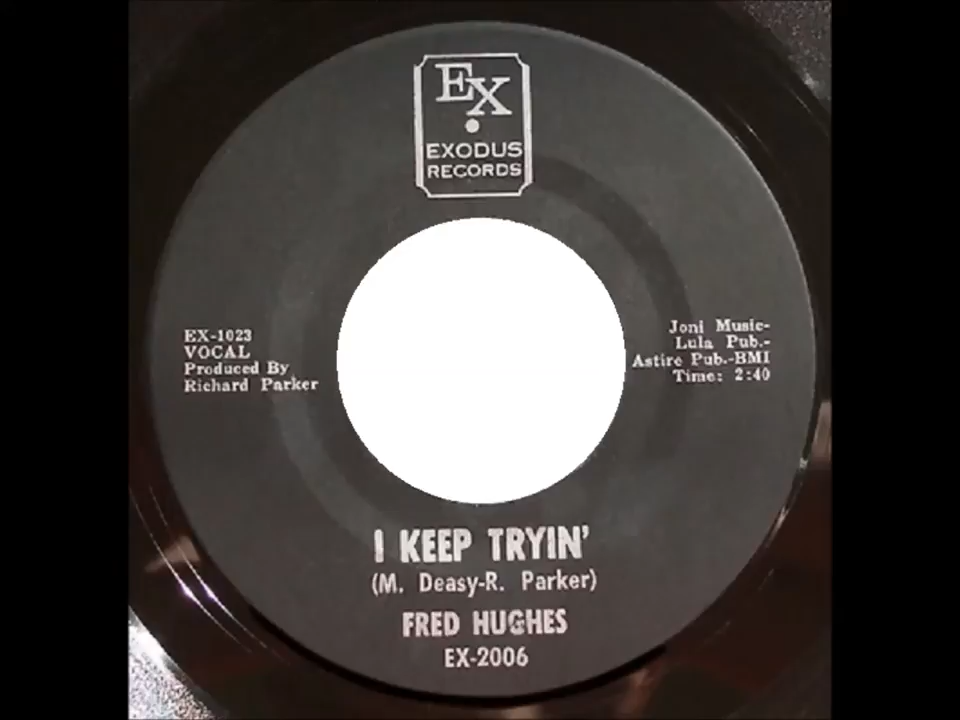 EX
EXODUS
RECORDS
EX-1023
VOCAL
Produced By
Richard Parker
Joni Music-
Lula Pub.-
Astire Pub.-BMI
Time: 2:40
I KEEP TRYIN'
(M. Deasy-R. Parker)
FRED HUGHES
EX-2006